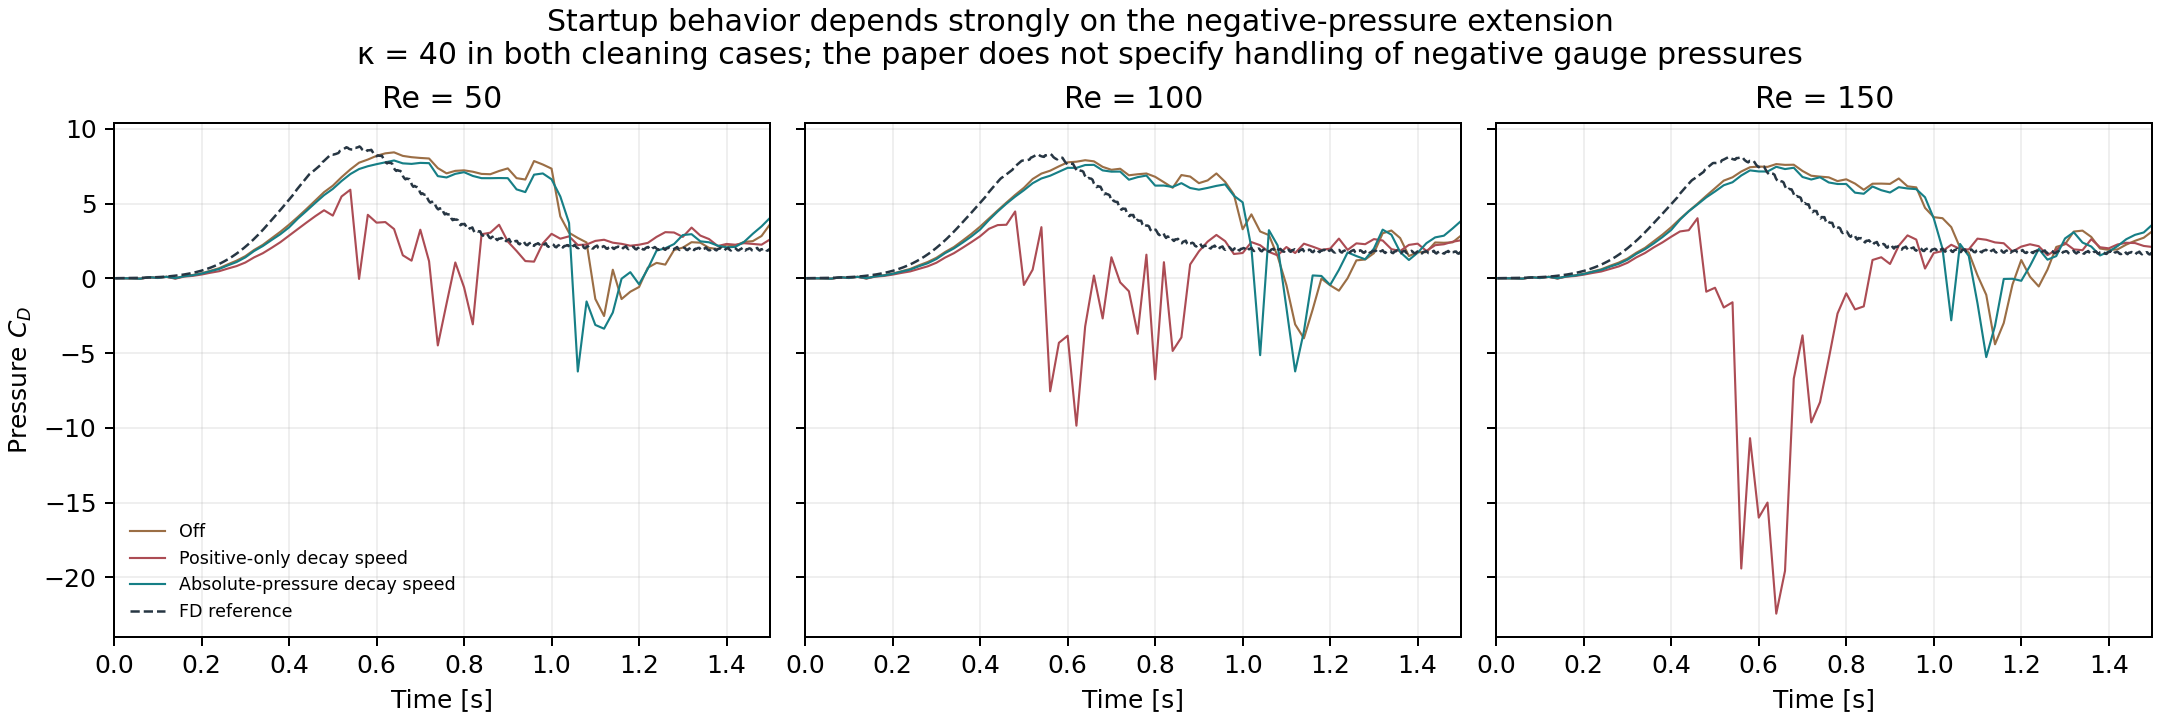 Startup behavior depends strongly on the negative-pressure extension
κ = 40 in both cleaning cases; the paper does not specify handling of negative gauge pressures
Re = 50
Re = 100
Re = 150
Pressure C_D
10
5
0
−5
−10
−15
−20
Off
Positive-only decay speed
Absolute-pressure decay speed
FD reference
0.0 0.2 0.4 0.6 0.8 1.0 1.2 1.4
0.0 0.2 0.4 0.6 0.8 1.0 1.2 1.4
0.0 0.2 0.4 0.6 0.8 1.0 1.2 1.4
Time [s]
Time [s]
Time [s]